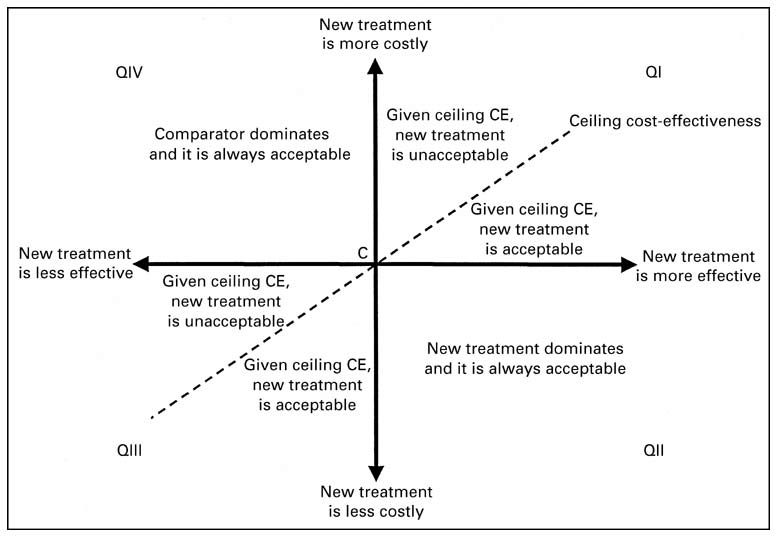 New treatment
is more costly
QIV
QI
Given ceiling CE,
new treatment
is unacceptable
Ceiling cost-effectiveness
Comparator dominates
and it is always acceptable
Given ceiling CE,
new treatment
is acceptable
C
New treatment
is less effective
New treatment
is more effective
Given ceiling CE,
new treatment
is unacceptable
New treatment dominates
and it is always acceptable
Given ceiling CE,
new treatment
is acceptable
QIII
QII
New treatment
is less costly